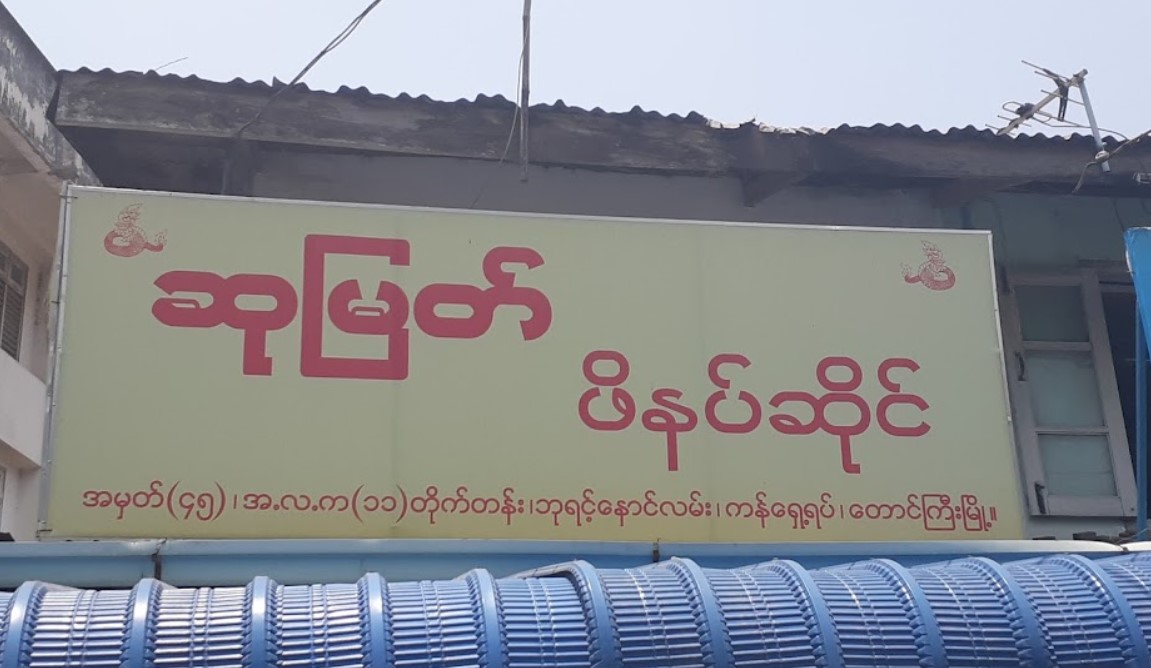 ဆုမြတ်
ဖိနပ်ဆိုင်
အမှတ်(၄၅)၊အ.လ.က(၁၁)တိုက်တန်း၊ဘုရင့်နောင်လမ်း၊ကန်ရှေ့ရပ်၊တောင်ကြီးမြို့။